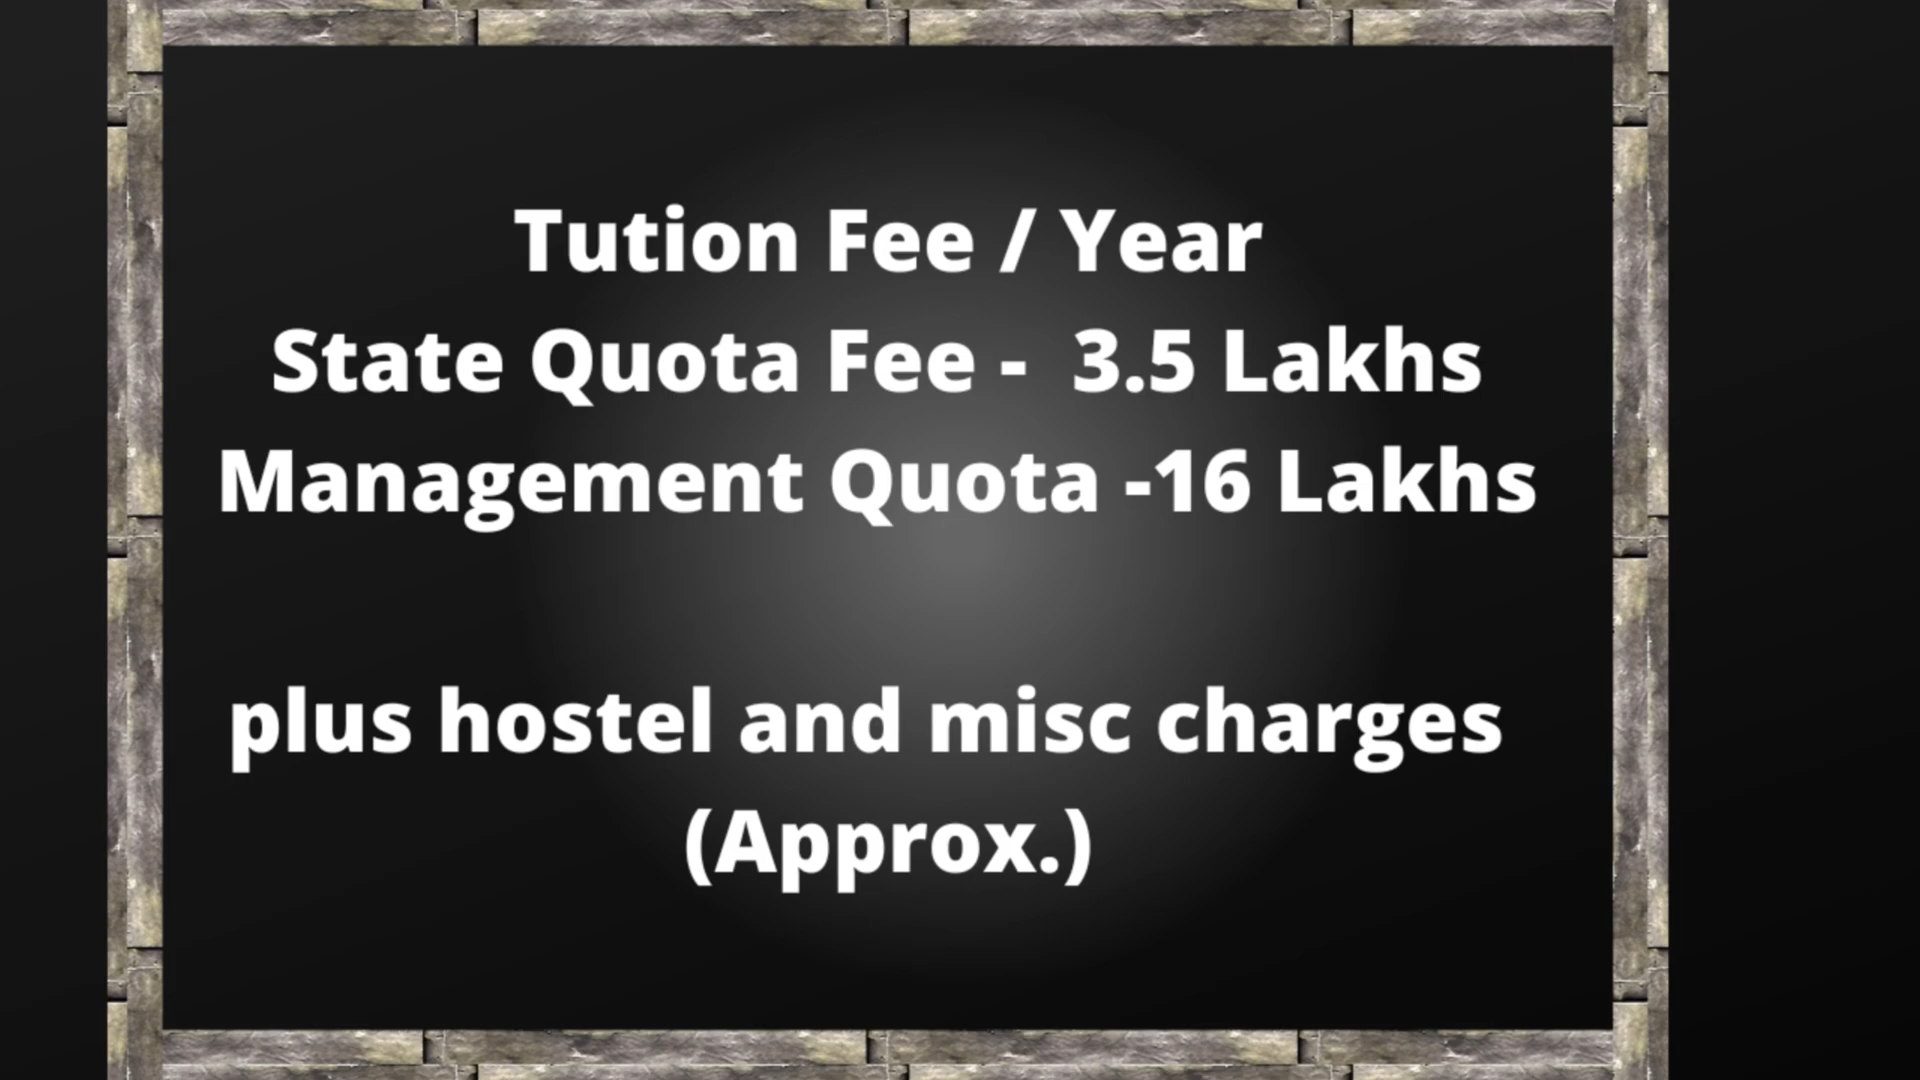 Tution Fee / Year
State Quota Fee -  3.5 Lakhs
Management Quota -16 Lakhs
plus hostel and misc charges
(Approx.)